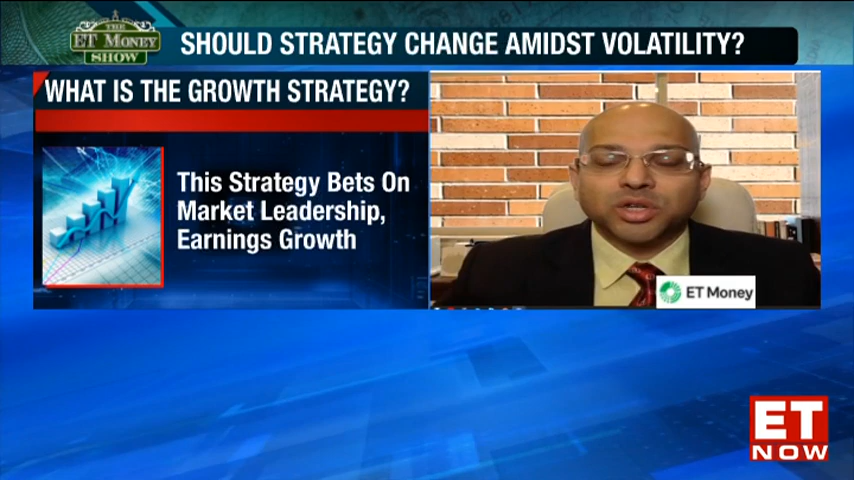 THE
ET MONEY
SHOW
SHOULD STRATEGY CHANGE AMIDST VOLATILITY?
WHAT IS THE GROWTH STRATEGY?
This Strategy Bets On
Market Leadership,
Earnings Growth
ET Money
ET
NOW